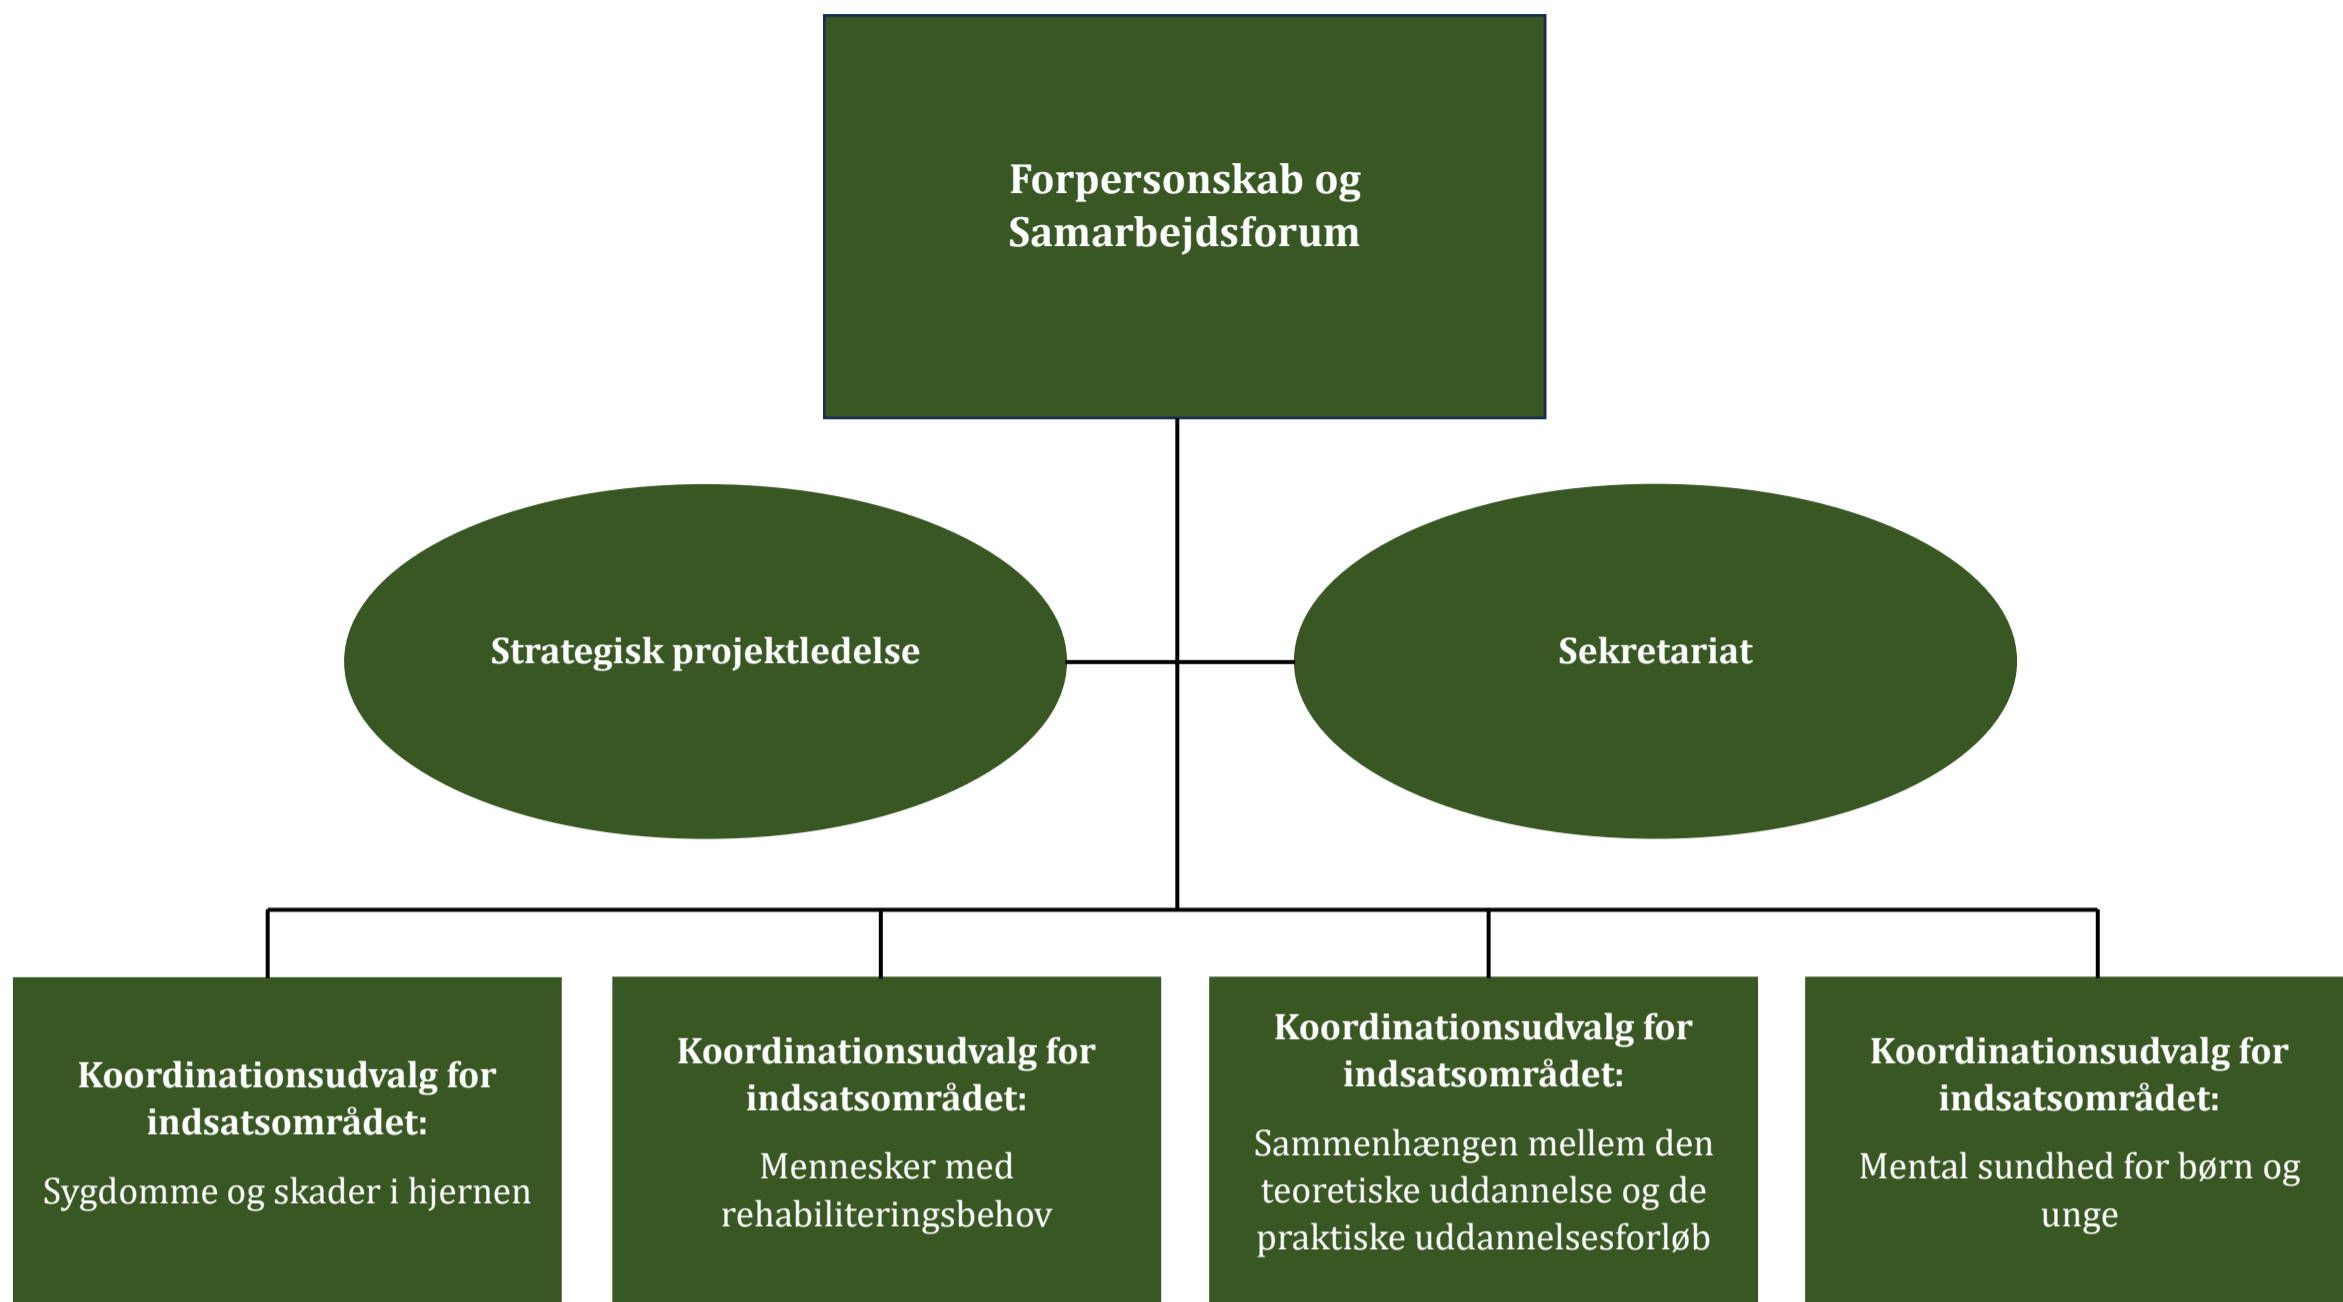 Forpersonskab og
Samarbejdsforum
Strategisk projektledelse
Sekretariat
Koordinationsudvalg for
indsatsområdet:
Sygdomme og skader i hjernen
Koordinationsudvalg for
indsatsområdet:
Mennesker med
rehabiliteringsbehov
Koordinationsudvalg for
indsatsområdet:
Sammenhængen mellem den
teoretiske uddannelse og de
praktiske uddannelsesforløb
Koordinationsudvalg for
indsatsområdet:
Mental sundhed for børn og
unge